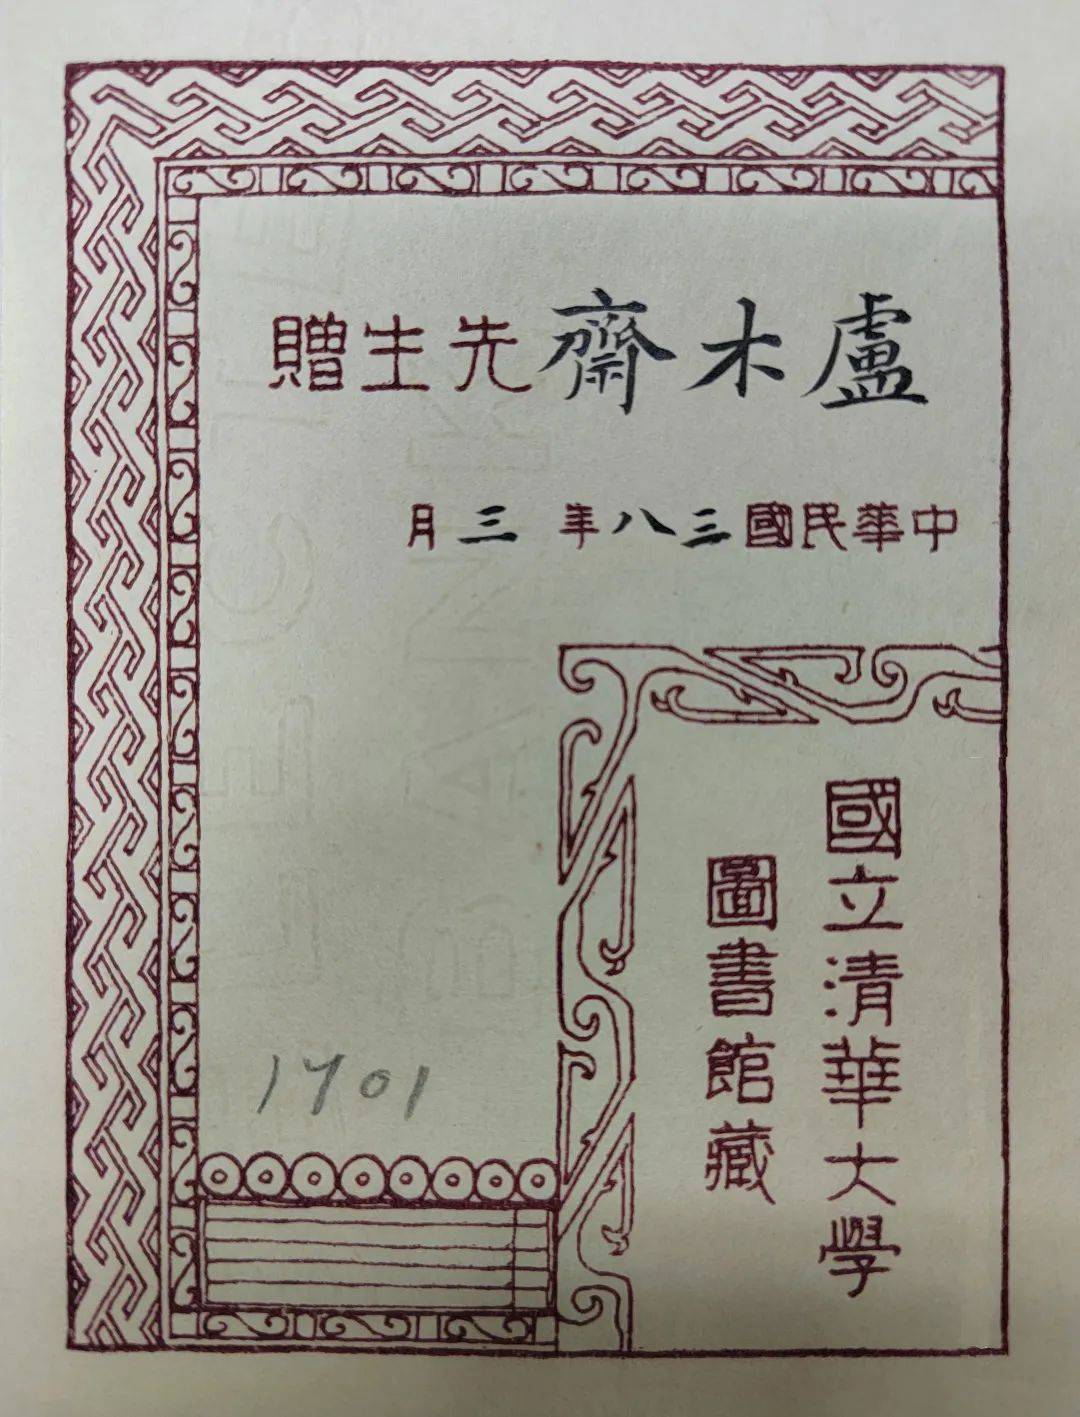 盧木齋先生贈
中華民國三八年三月
國立清華大學
圖書館藏
1701